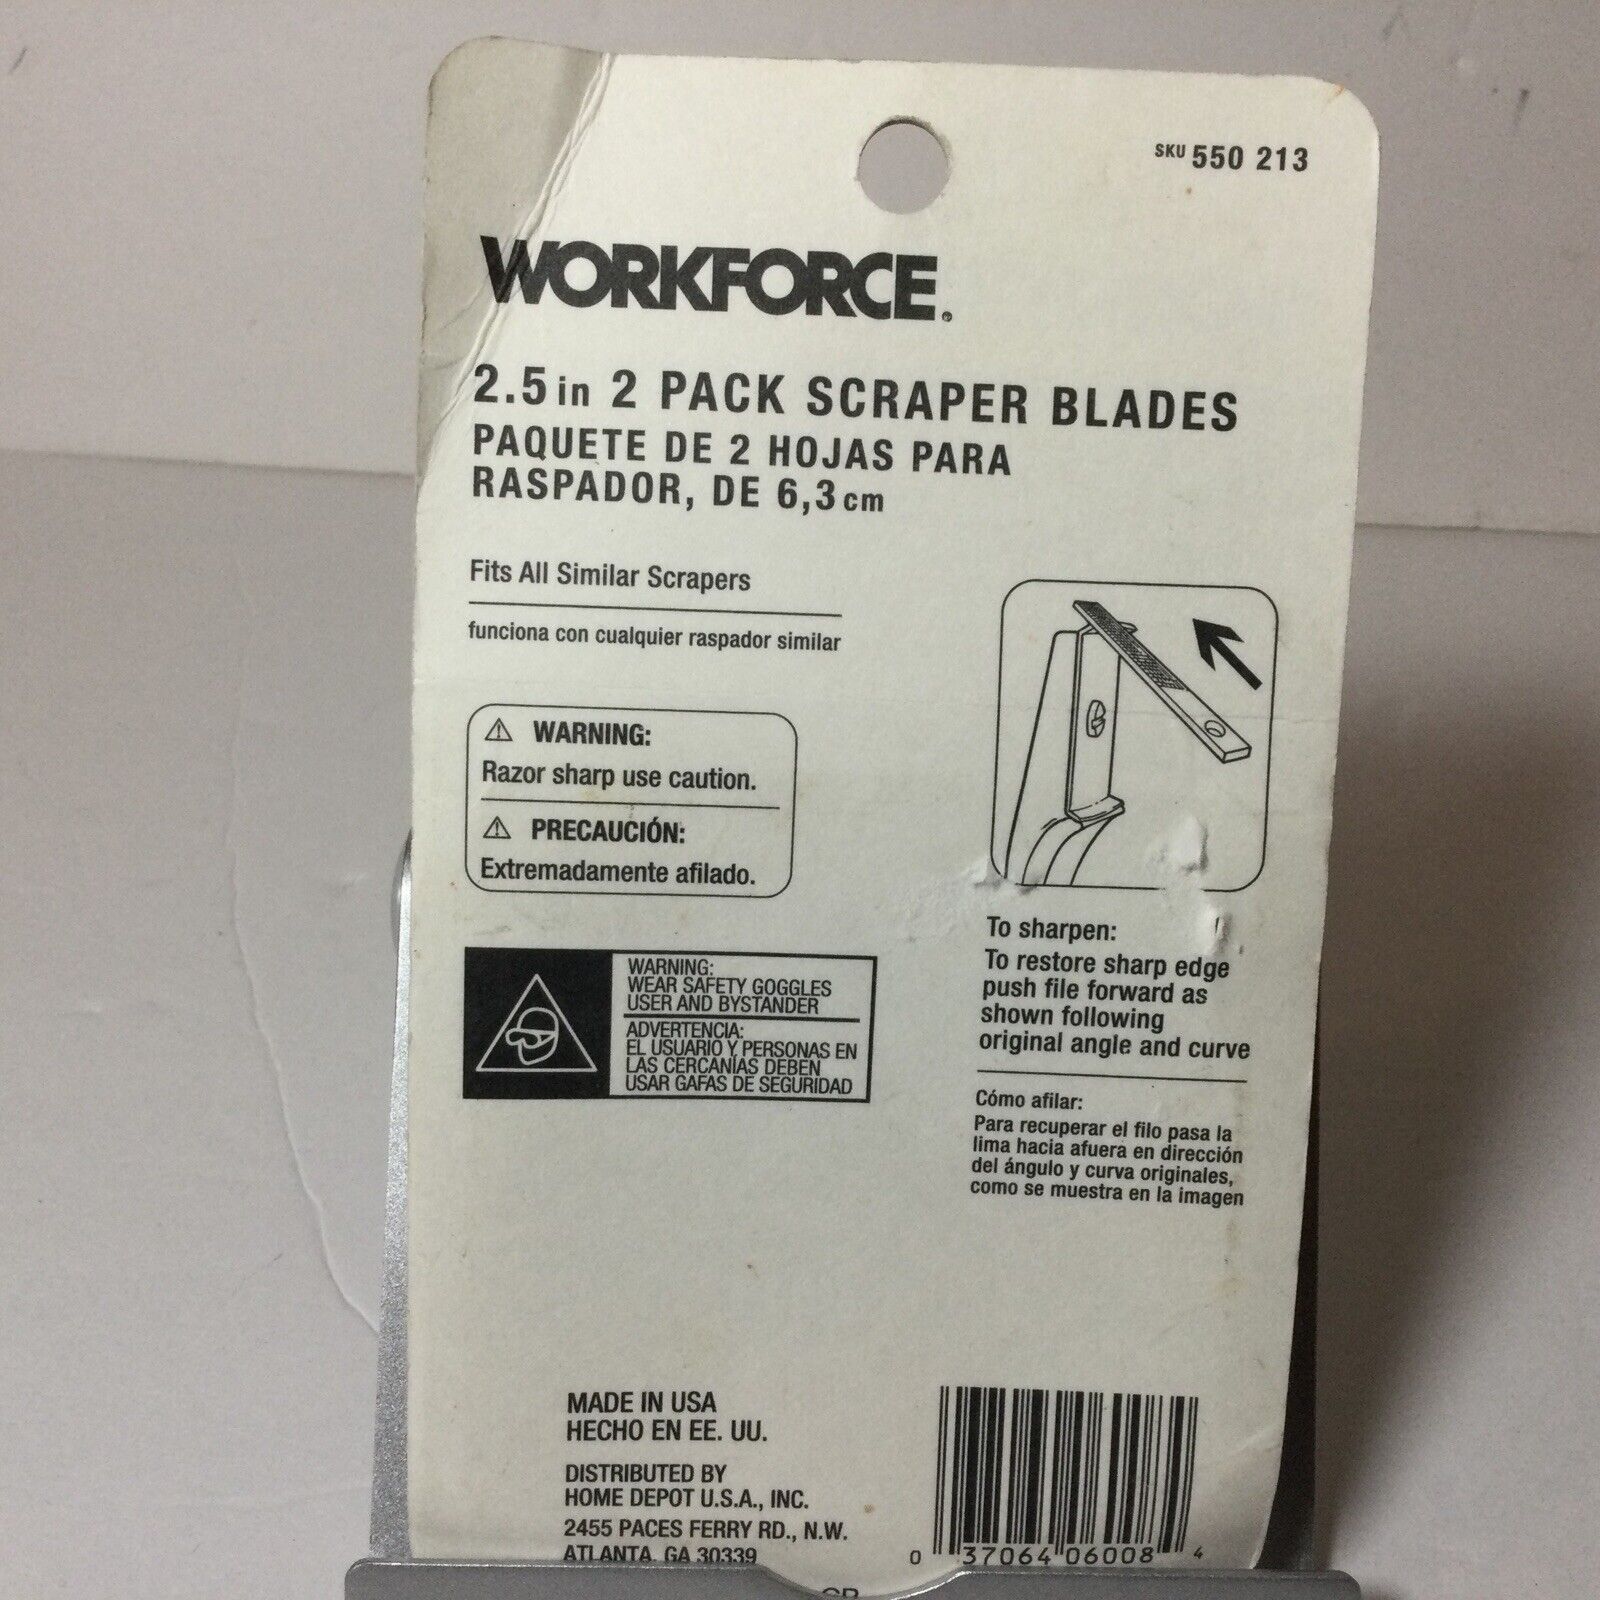 SKU 550 213
WORKFORCE®
2.5 in 2 PACK SCRAPER BLADES
PAQUETE DE 2 HOJAS PARA
RASPADOR, DE 6,3 cm
Fits All Similar Scrapers
funciona con cualquier raspador similar
⚠ WARNING:
Razor sharp use caution.
⚠ PRECAUCIÓN:
Extremadamente afilado.
WARNING:
WEAR SAFETY GOGGLES
USER AND BYSTANDER
ADVERTENCIA:
EL USUARIO Y PERSONAS EN
LAS CERCANÍAS DEBEN
USAR GAFAS DE SEGURIDAD
To sharpen:
To restore sharp edge
push file forward as
shown following
original angle and curve
Cómo afilar:
Para recuperar el filo pasa la
lima hacia afuera en dirección
del ángulo y curva originales,
como se muestra en la imagen
MADE IN USA
HECHO EN EE. UU.
DISTRIBUTED BY
HOME DEPOT U.S.A., INC.
2455 PACES FERRY RD., N.W.
ATLANTA, GA 30339
0 37064 06008 4